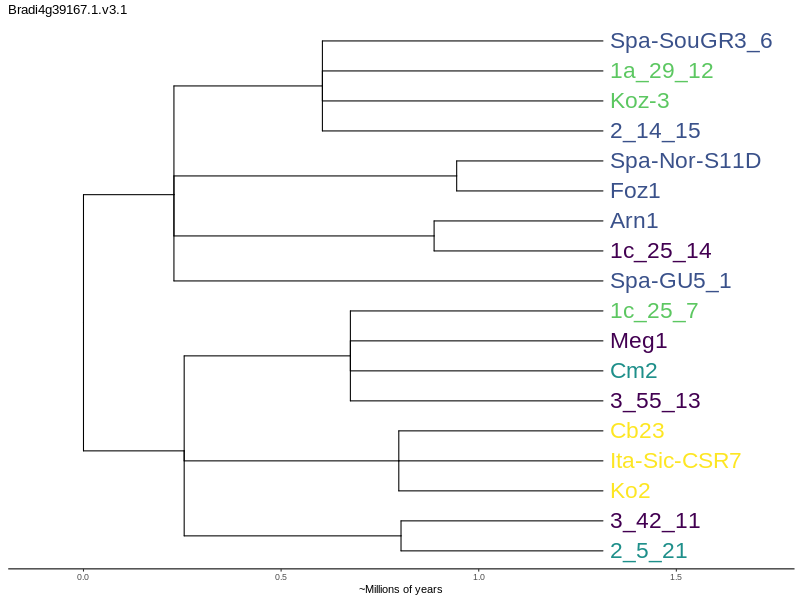 Bradi4g39167.1.v3.1
Spa-SouGR3_6
1a_29_12
Koz-3
2_14_15
Spa-Nor-S11D
Foz1
Arn1
1c_25_14
Spa-GU5_1
1c_25_7
Meg1
Cm2
3_55_13
Cb23
Ita-Sic-CSR7
Ko2
3_42_11
2_5_21
0.0 0.5 1.0 1.5
~Millions of years